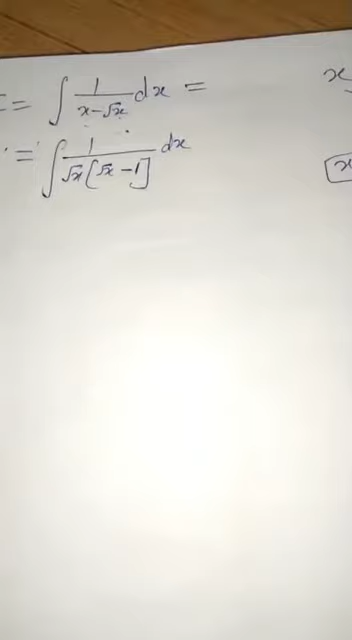 = ∫ 1/(x-√x) dx = x
= ∫ 1/(√x[√x-1]) dx x